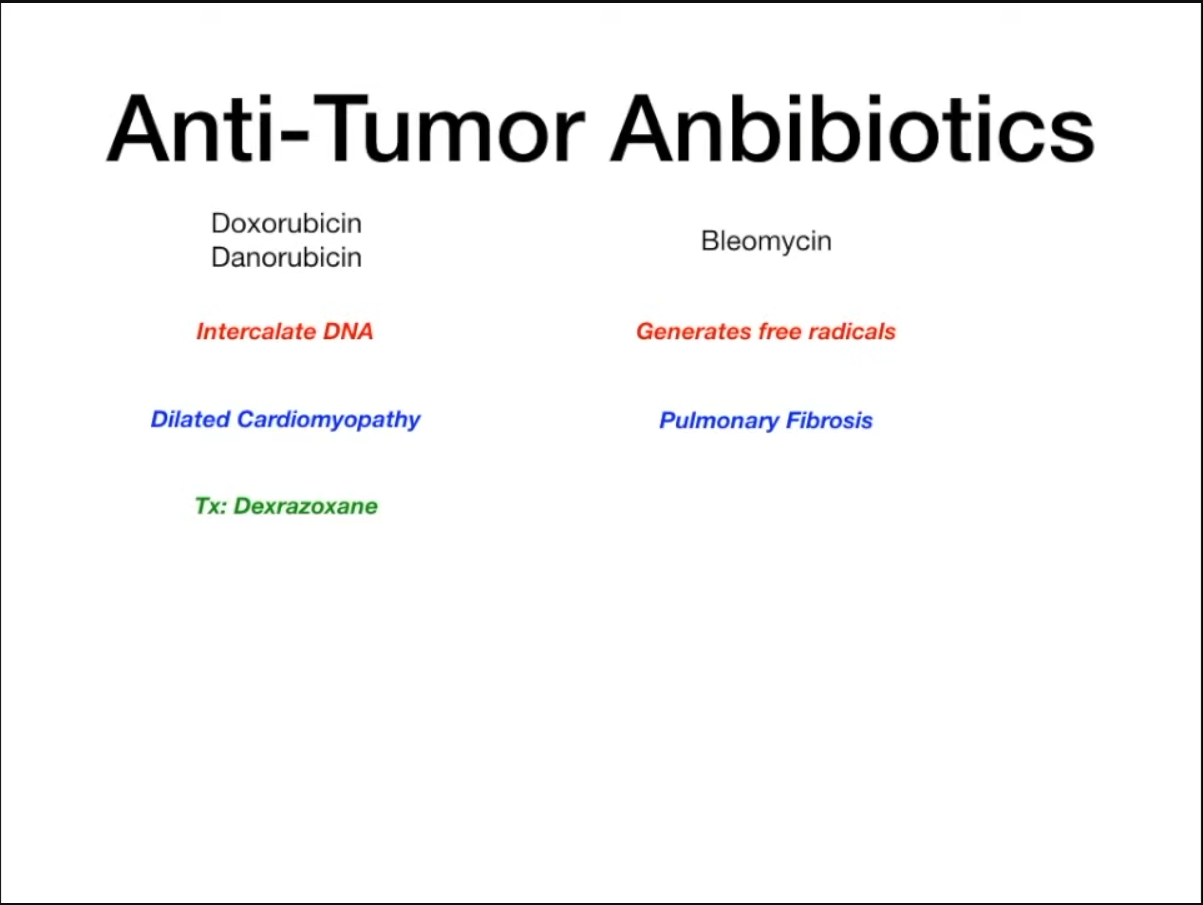 Anti-Tumor Anbibiotics
Doxorubicin
Danorubicin
Intercalate DNA
Dilated Cardiomyopathy
Tx: Dexrazoxane
Bleomycin
Generates free radicals
Pulmonary Fibrosis